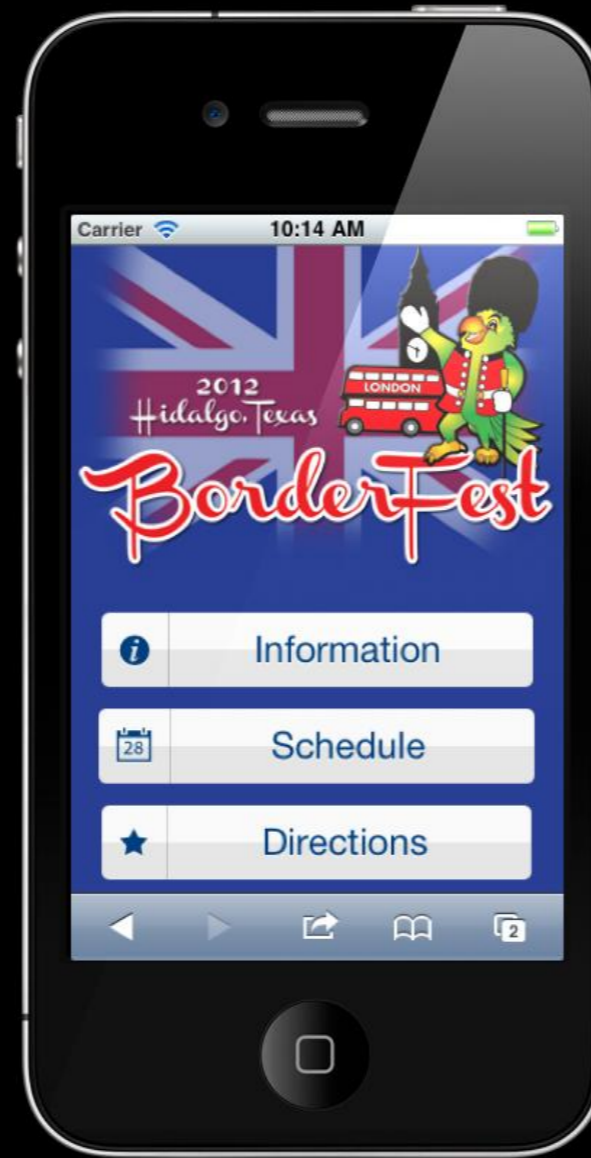 Carrier 10:14 AM
2012
Hidalgo, Texas
LONDON
BorderFest
Information
28 Schedule
Directions
2